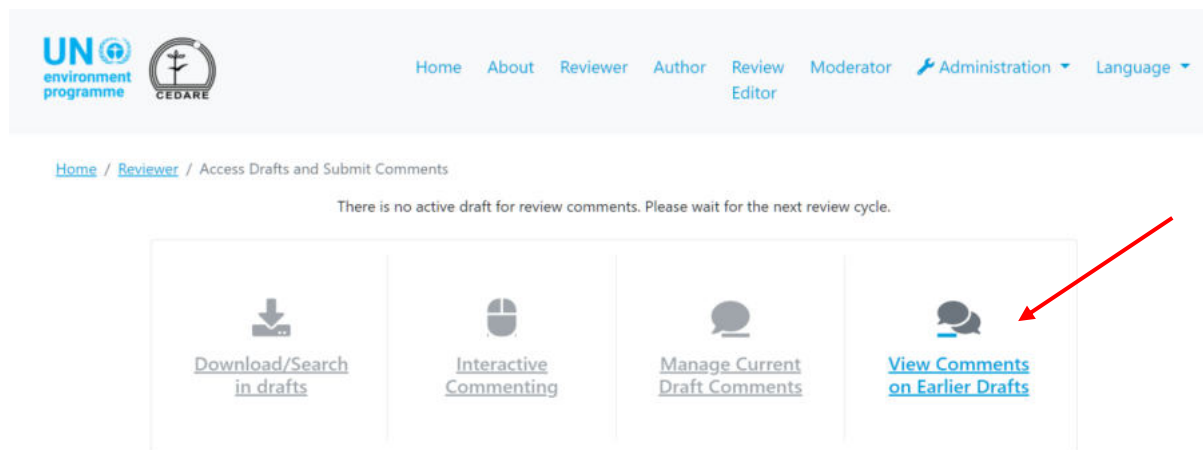 UN
environment
programme
CEDARE
Home About Reviewer Author Review Editor Moderator Administration Language
Home / Reviewer / Access Drafts and Submit Comments
There is no active draft for review comments. Please wait for the next review cycle.
Download/Search
in drafts
Interactive
Commenting
Manage Current
Draft Comments
View Comments
on Earlier Drafts